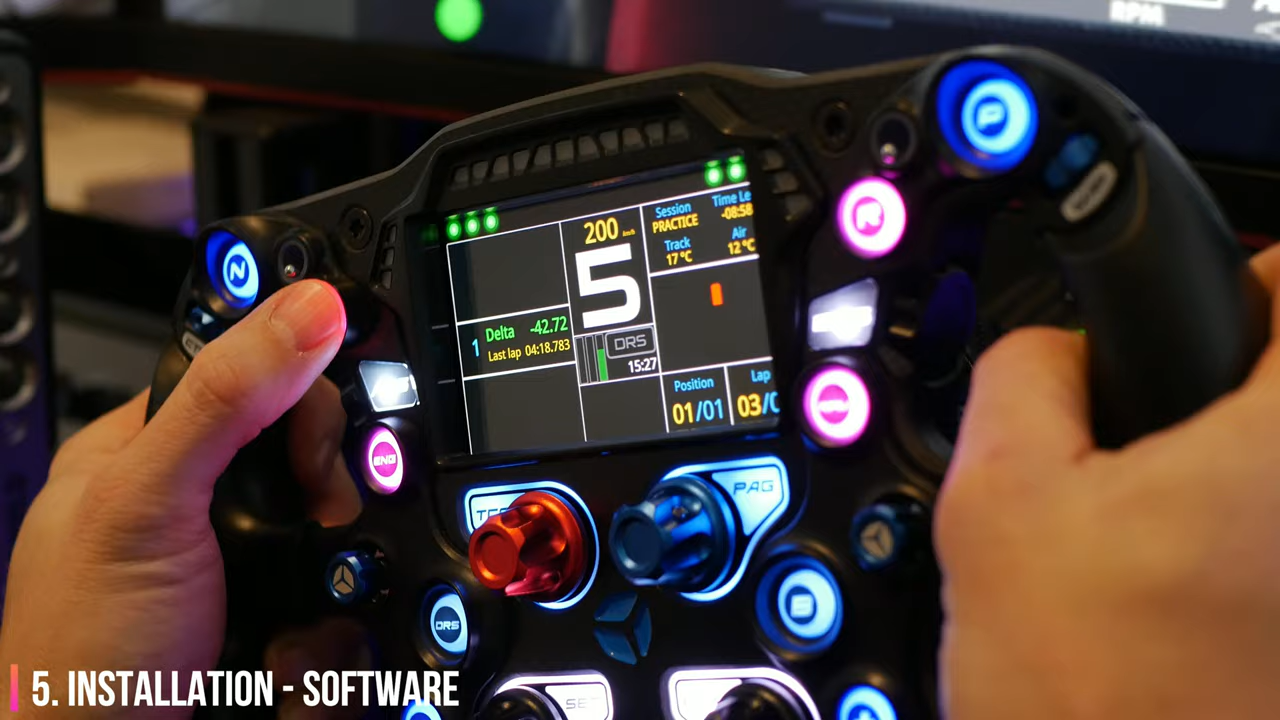 RPM
P
N
R
200 km/h
5
Session
PRACTICE
Time Le
-08:58
Track
17 °C
Air
12 °C
1
Delta -42.72
Last lap 04:18.783
DRS
15:27
Position
01/01
Lap
03/0
ENG
PAG
DRS
5. INSTALLATION - SOFTWARE